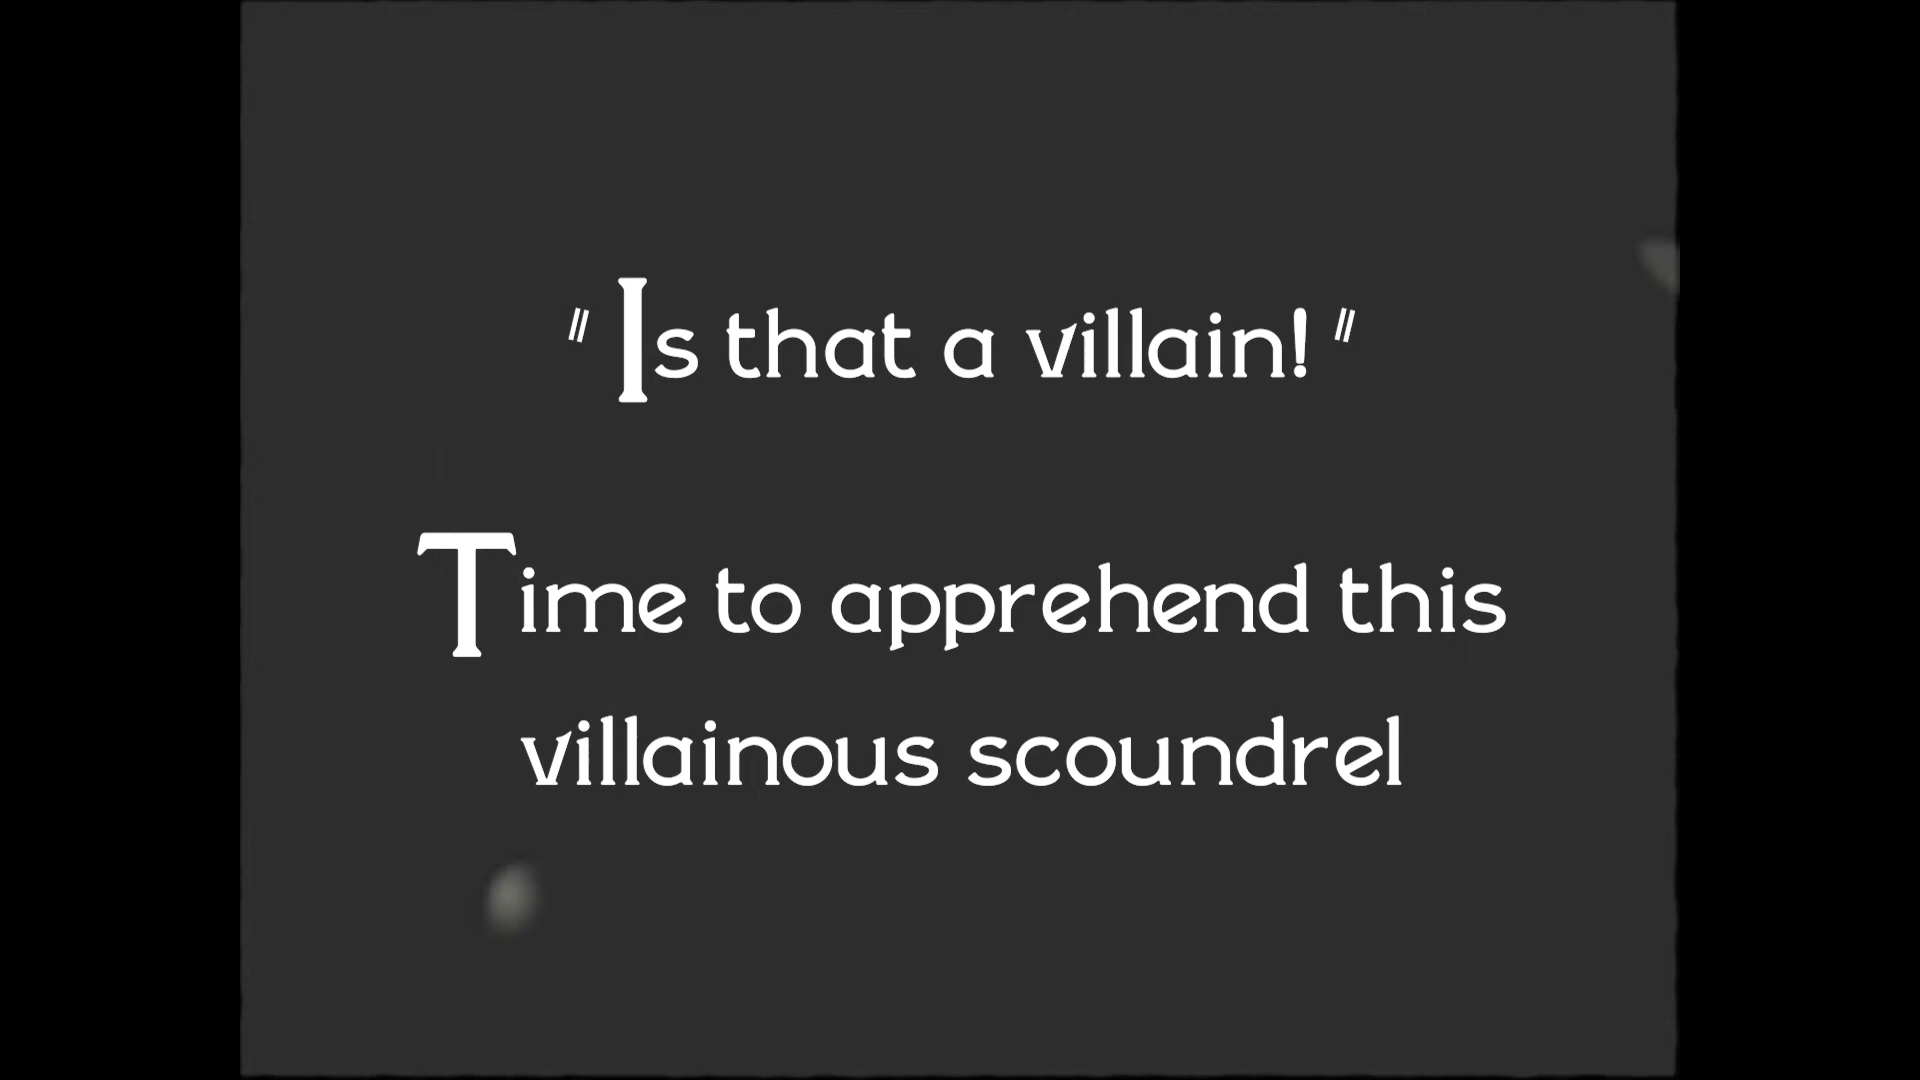 " Is that a villain! "
Time to apprehend this
villainous scoundrel